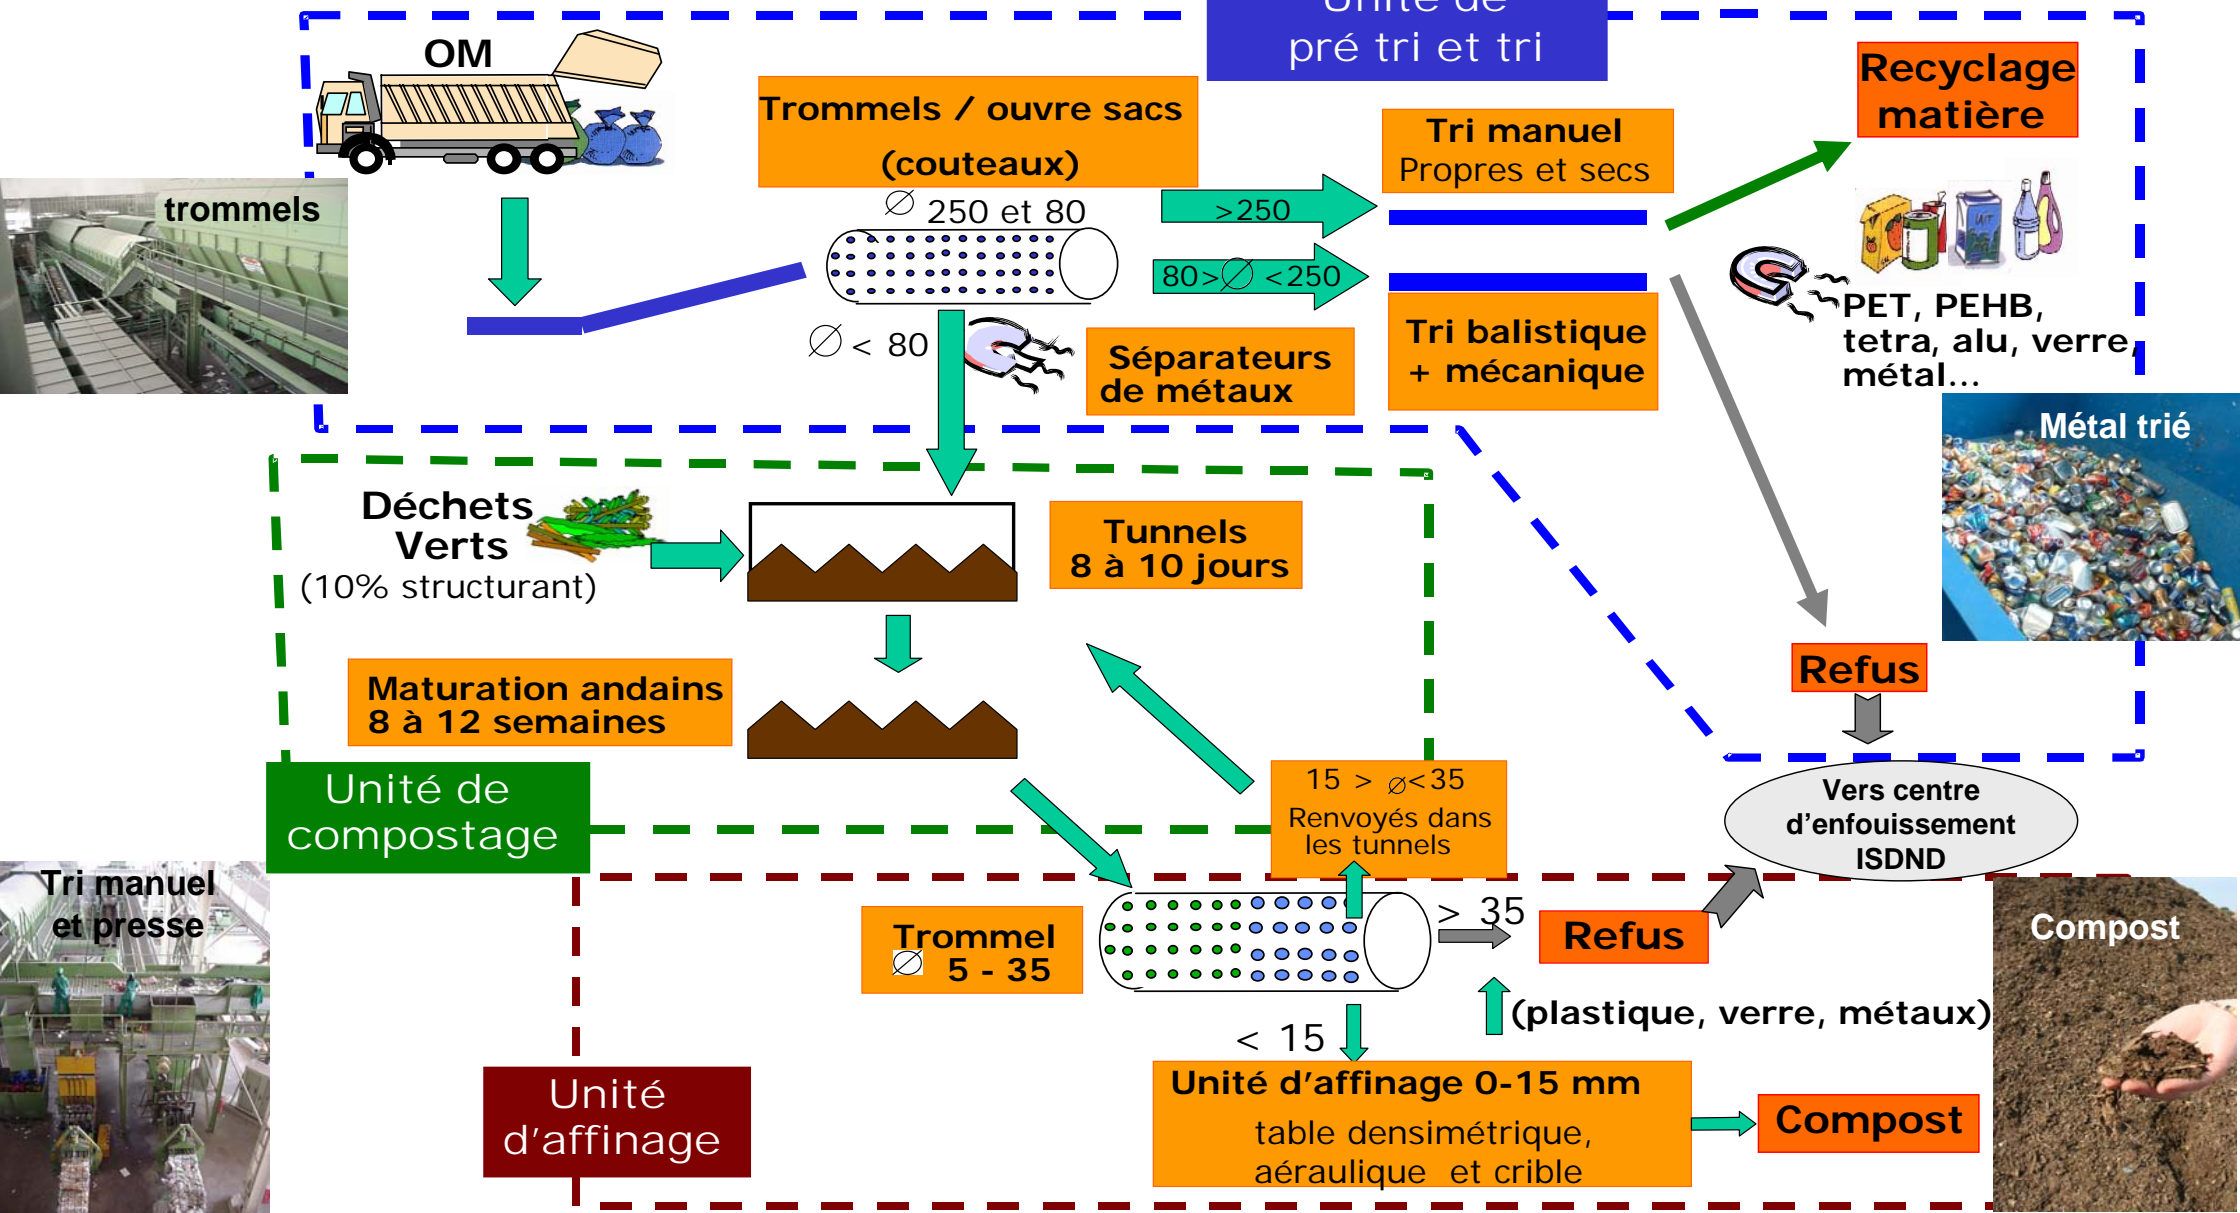 Unité de
pré tri et tri
OM
Trommels / ouvre sacs
(couteaux)
Tri manuel
Propres et secs
Recyclage
matière
trommels
∅ 250 et 80
>250
80>∅ <250
∅ < 80
Séparateurs
de métaux
Tri balistique
+ mécanique
PET, PEHB,
tetra, alu, verre,
métal...
Métal trié
Déchets
Verts
(10% structurant)
Tunnels
8 à 10 jours
Maturation andains
8 à 12 semaines
Refus
Unité de
compostage
15 > ∅<35
Renvoyés dans
les tunnels
Vers centre
d'enfouissement
ISDND
Tri manuel
et presse
Trommel
∅ 5 - 35
> 35
Refus
Compost
(plastique, verre, métaux)
< 15
Unité
d'affinage
Unité d'affinage 0-15 mm
table densimétrique,
aéraulique et crible
Compost